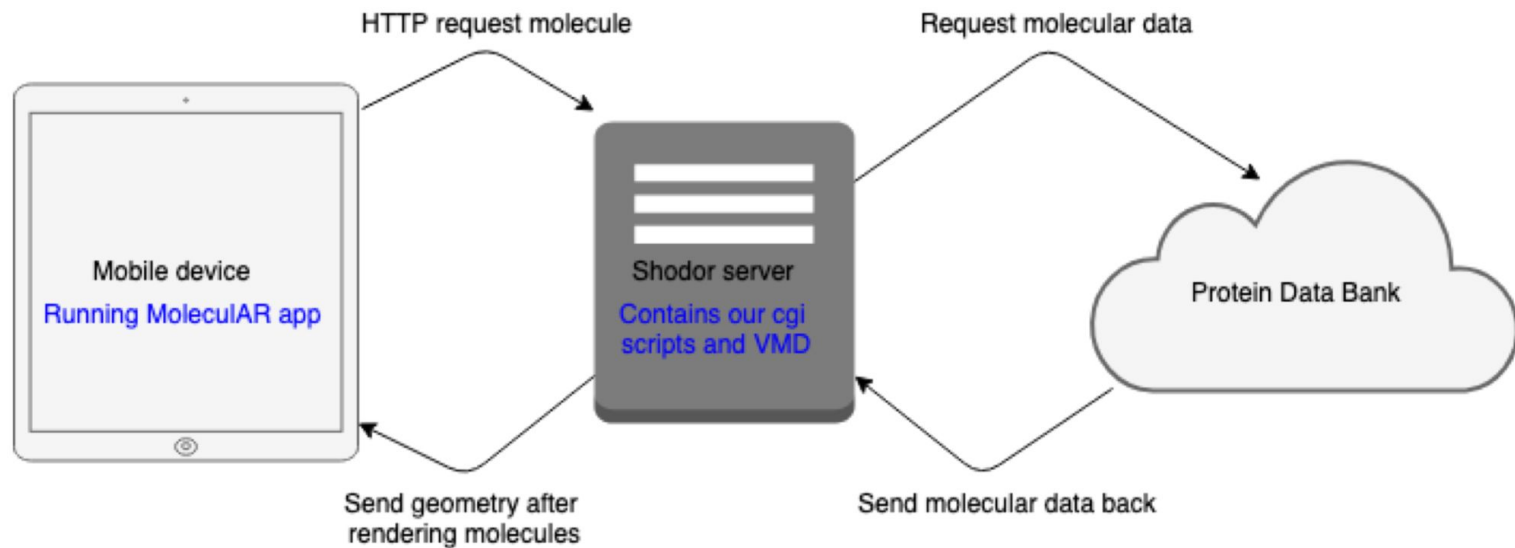 HTTP request molecule
Request molecular data
Mobile device
Running MoleculAR app
Shodor server
Contains our cgi
scripts and VMD
Protein Data Bank
Send geometry after
rendering molecules
Send molecular data back